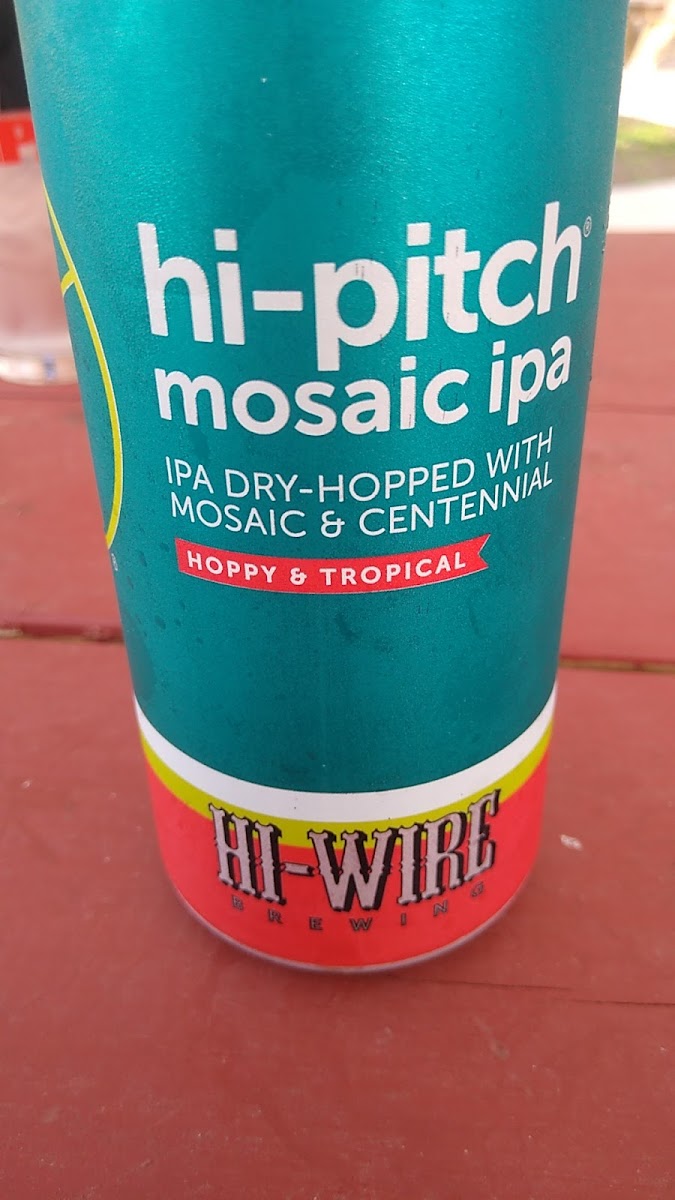 hi-pitch®
mosaic ipa
IPA DRY-HOPPED WITH
MOSAIC & CENTENNIAL
HOPPY & TROPICAL
HI-WIRE
BREWING